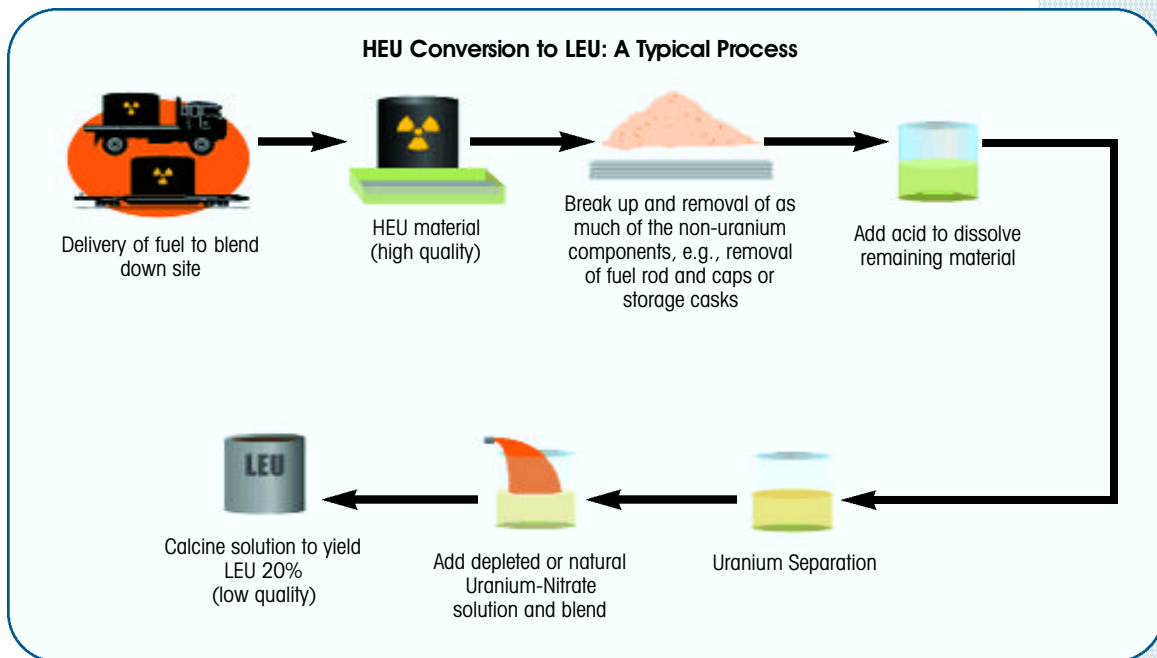 HEU Conversion to LEU: A Typical Process
Delivery of fuel to blend
down site
HEU material
(high quality)
Break up and removal of as
much of the non-uranium
components, e.g., removal
of fuel rod and caps or
storage casks
Add acid to dissolve
remaining material
LEU
Calcine solution to yield
LEU 20%
(low quality)
Add depleted or natural
Uranium-Nitrate
solution and blend
Uranium Separation